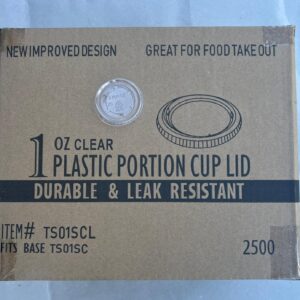 NEW IMPROVED DESIGN GREAT FOR FOOD TAKE OUT
1 OZ CLEAR
PLASTIC PORTION CUP LID
DURABLE & LEAK RESISTANT
ITEM# TS01SCL
FITS BASE TS01SC 2500